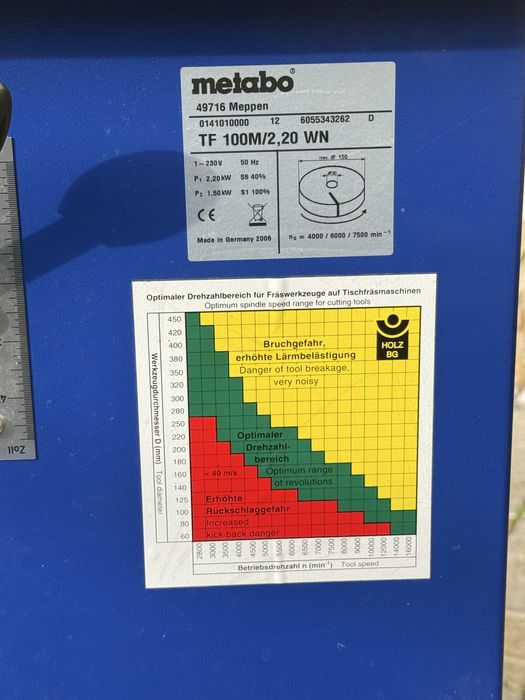 metabo®
49716 Meppen
0141010000 12 6055343262 D
TF 100M/2,20 WN
1~230V 50 Hz
P1 2,20kW S6 40%
P2 1,50kW S1 100%
CE
Made in Germany 2006
max. Ø 150
Ø30
n0 = 4000 / 6000 / 7500 min⁻¹
Optimaler Drehzahlbereich für Fräswerkzeuge auf Tischfräsmaschinen
Optimum spindle speed range for cutting tools
Werkzeugdurchmesser D (mm) Tool diameter
450
420
400
380
350
320
300
280
250
220
200
180
160
140
125
100
80
60
Bruchgefahr,
erhöhte Lärmbelästigung
Danger of tool breakage,
very noisy
HOLZ
BG
Optimaler
Drehzahl-
bereich
Optimum range
of revolutions
< 40 m/s
Erhöhte
Rückschlaggefahr
Increased
kick back danger
2800 3000 3500 4000 4500 5000 5500 6000 6500 7000 7500 8000 9000 10000 12000 14000 16000
Betriebsdrehzahl n (min⁻¹) Tool speed
4
Zoll